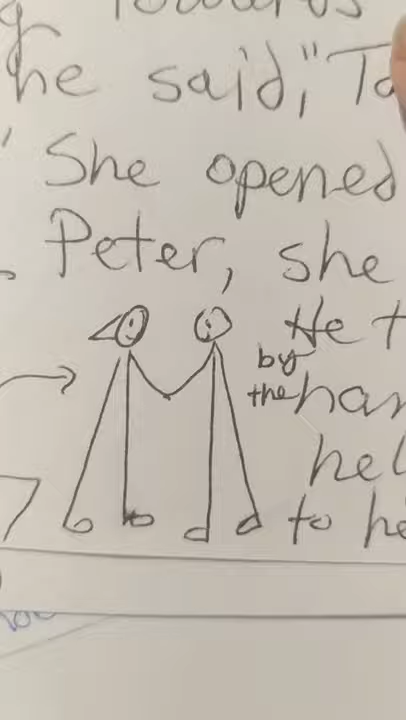 he said,"To
" She opened
Peter, she
He t
by
the han
hel
to he